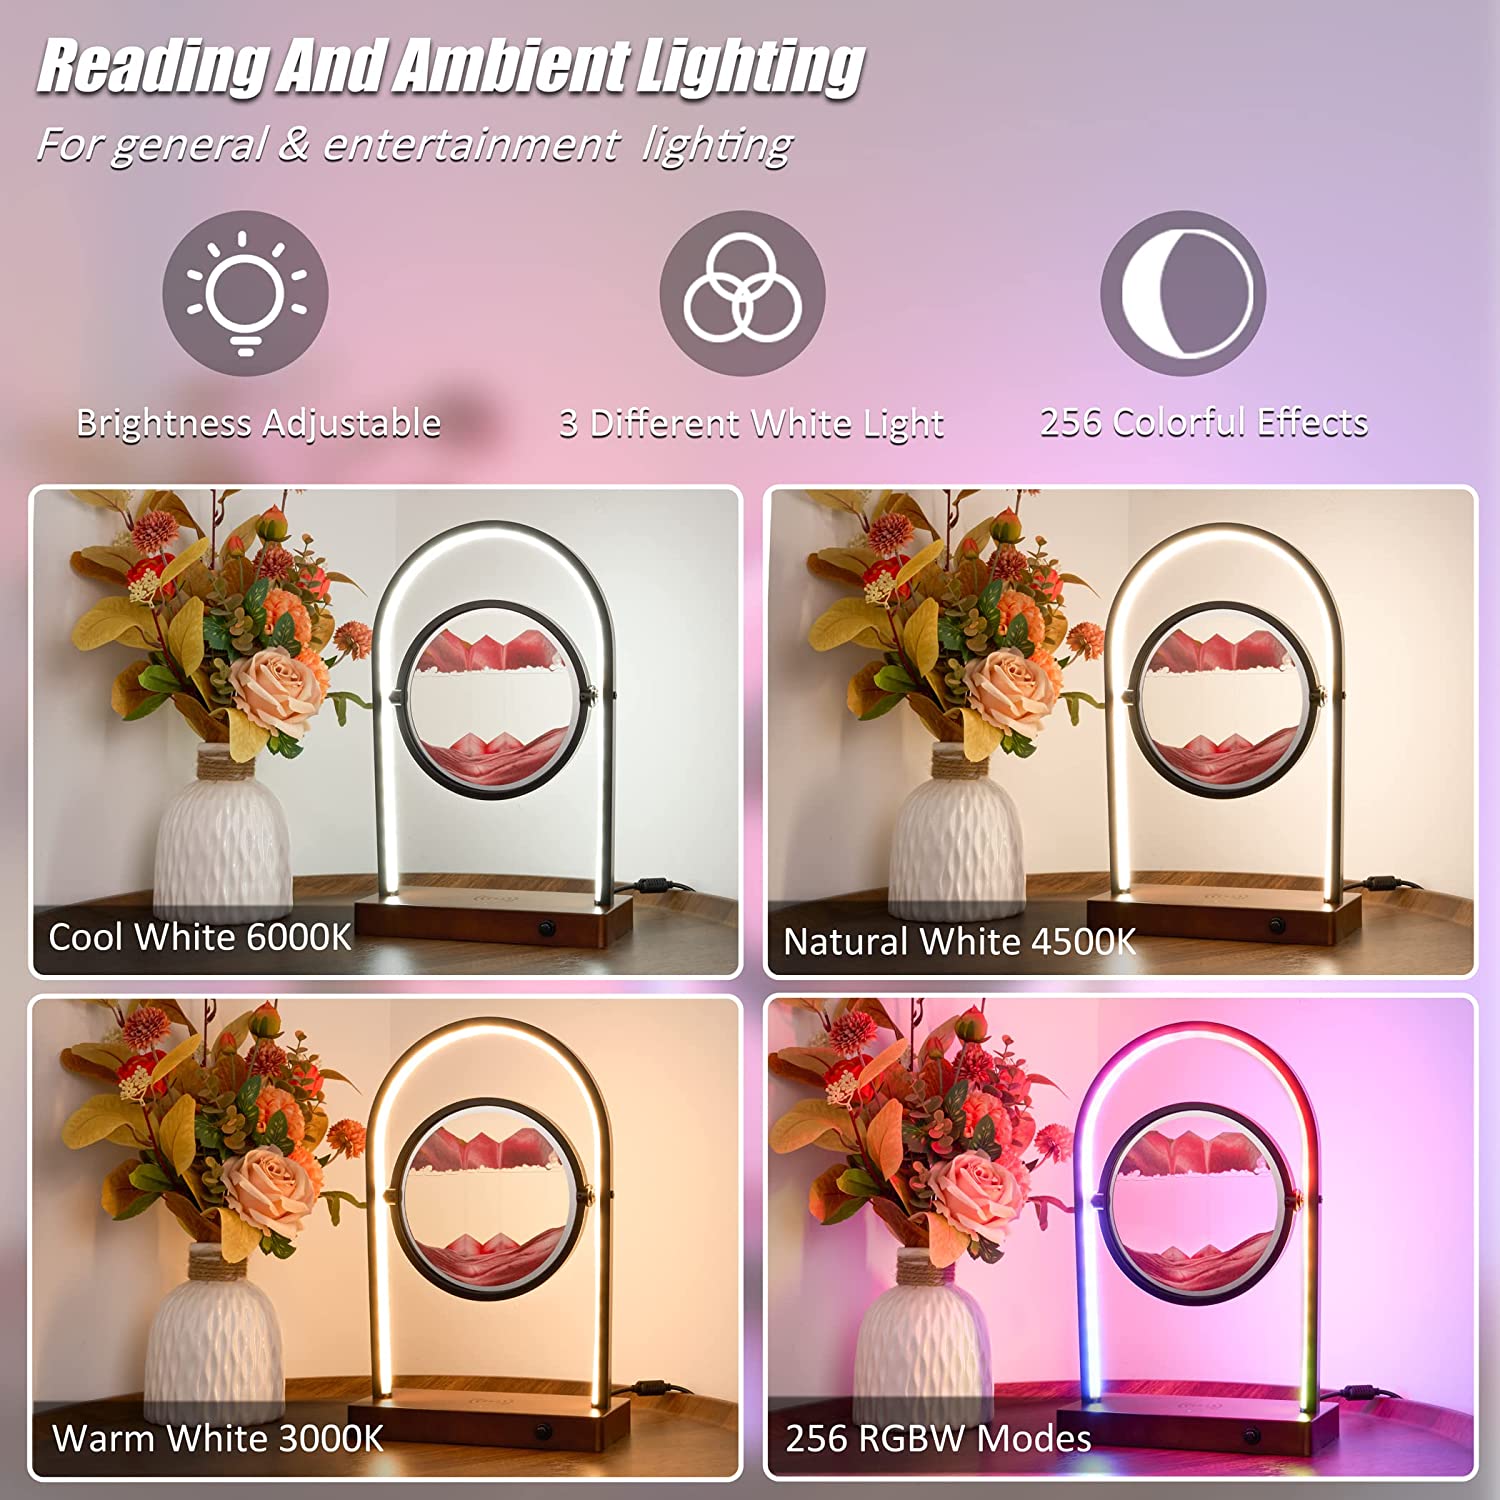 Reading And Ambient Lighting
For general & entertainment lighting
Brightness Adjustable
3 Different White Light
256 Colorful Effects
Cool White 6000K
Natural White 4500K
Warm White 3000K
256 RGBW Modes